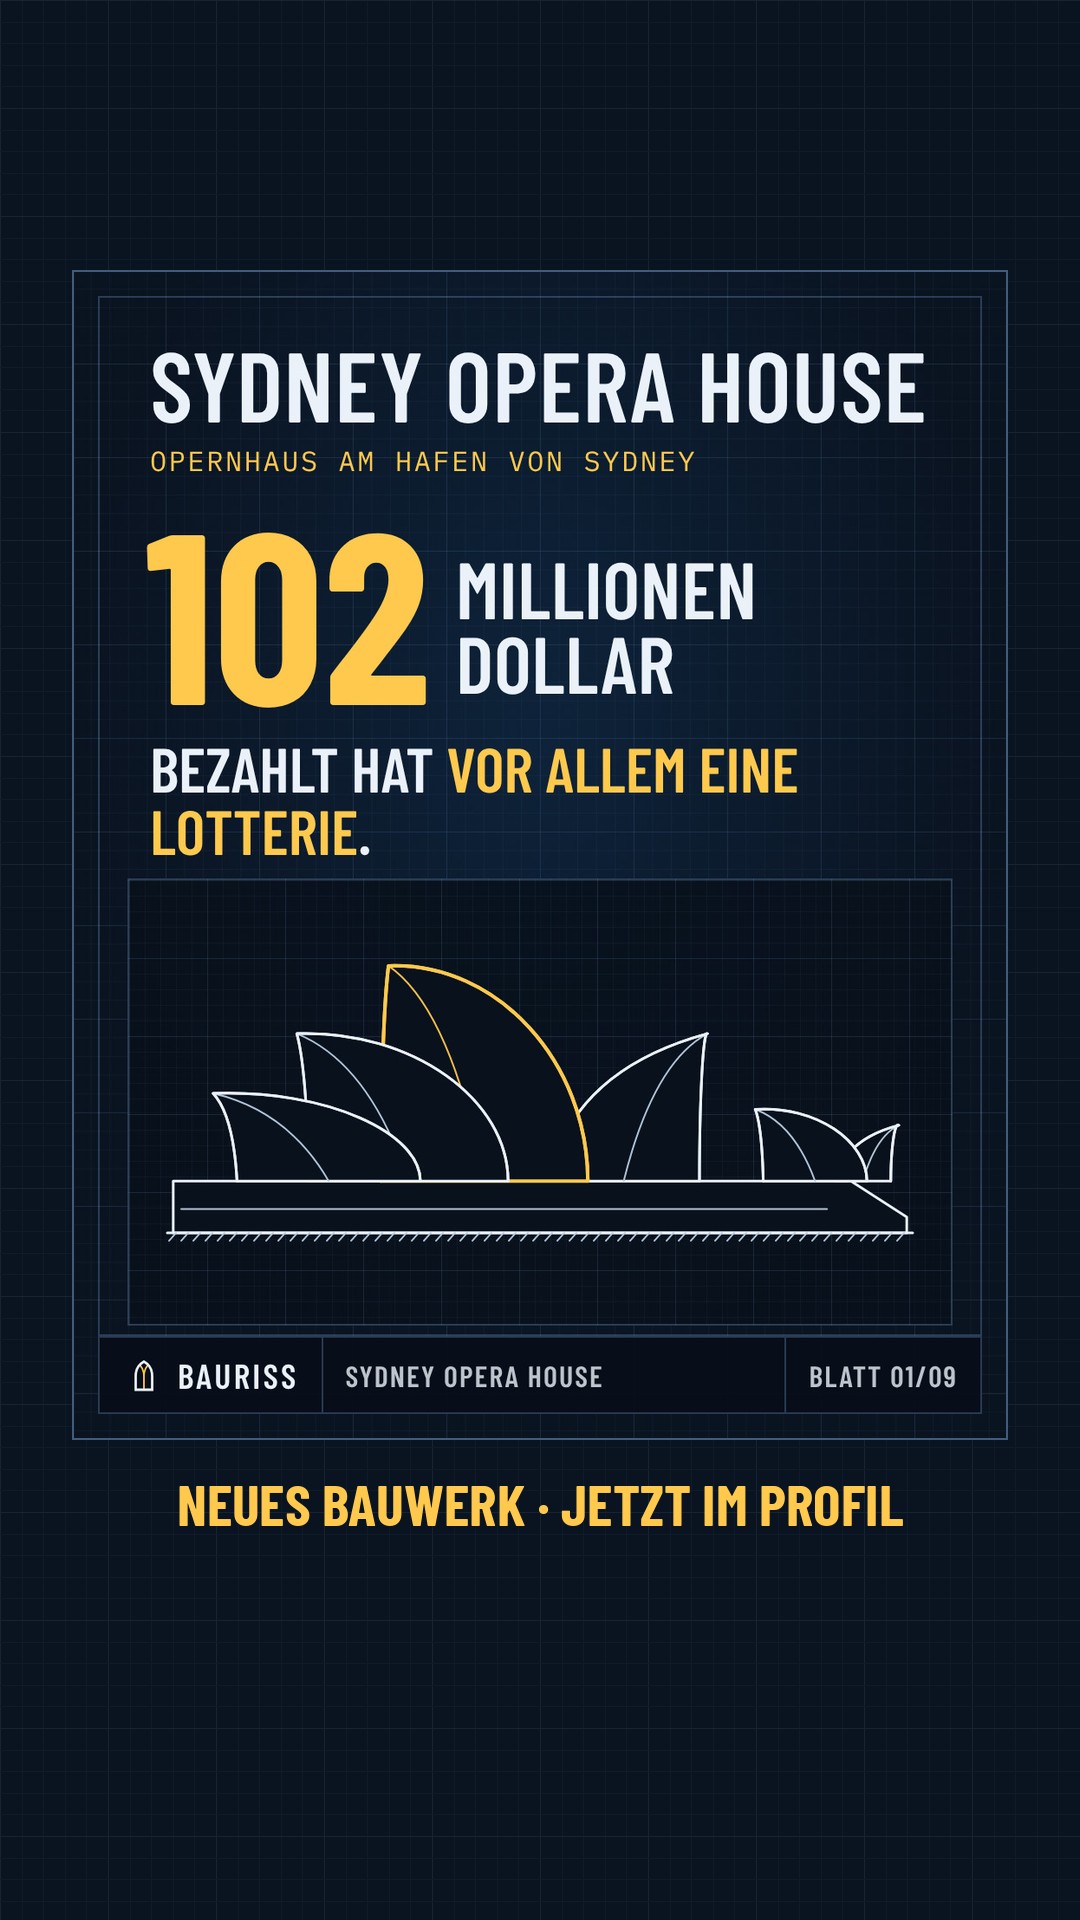 SYDNEY OPERA HOUSE
OPERNHAUS AM HAFEN VON SYDNEY
102 MILLIONEN
DOLLAR
BEZAHLT HAT VOR ALLEM EINE
LOTTERIE.
BAURISS SYDNEY OPERA HOUSE BLATT 01/09
NEUES BAUWERK · JETZT IM PROFIL